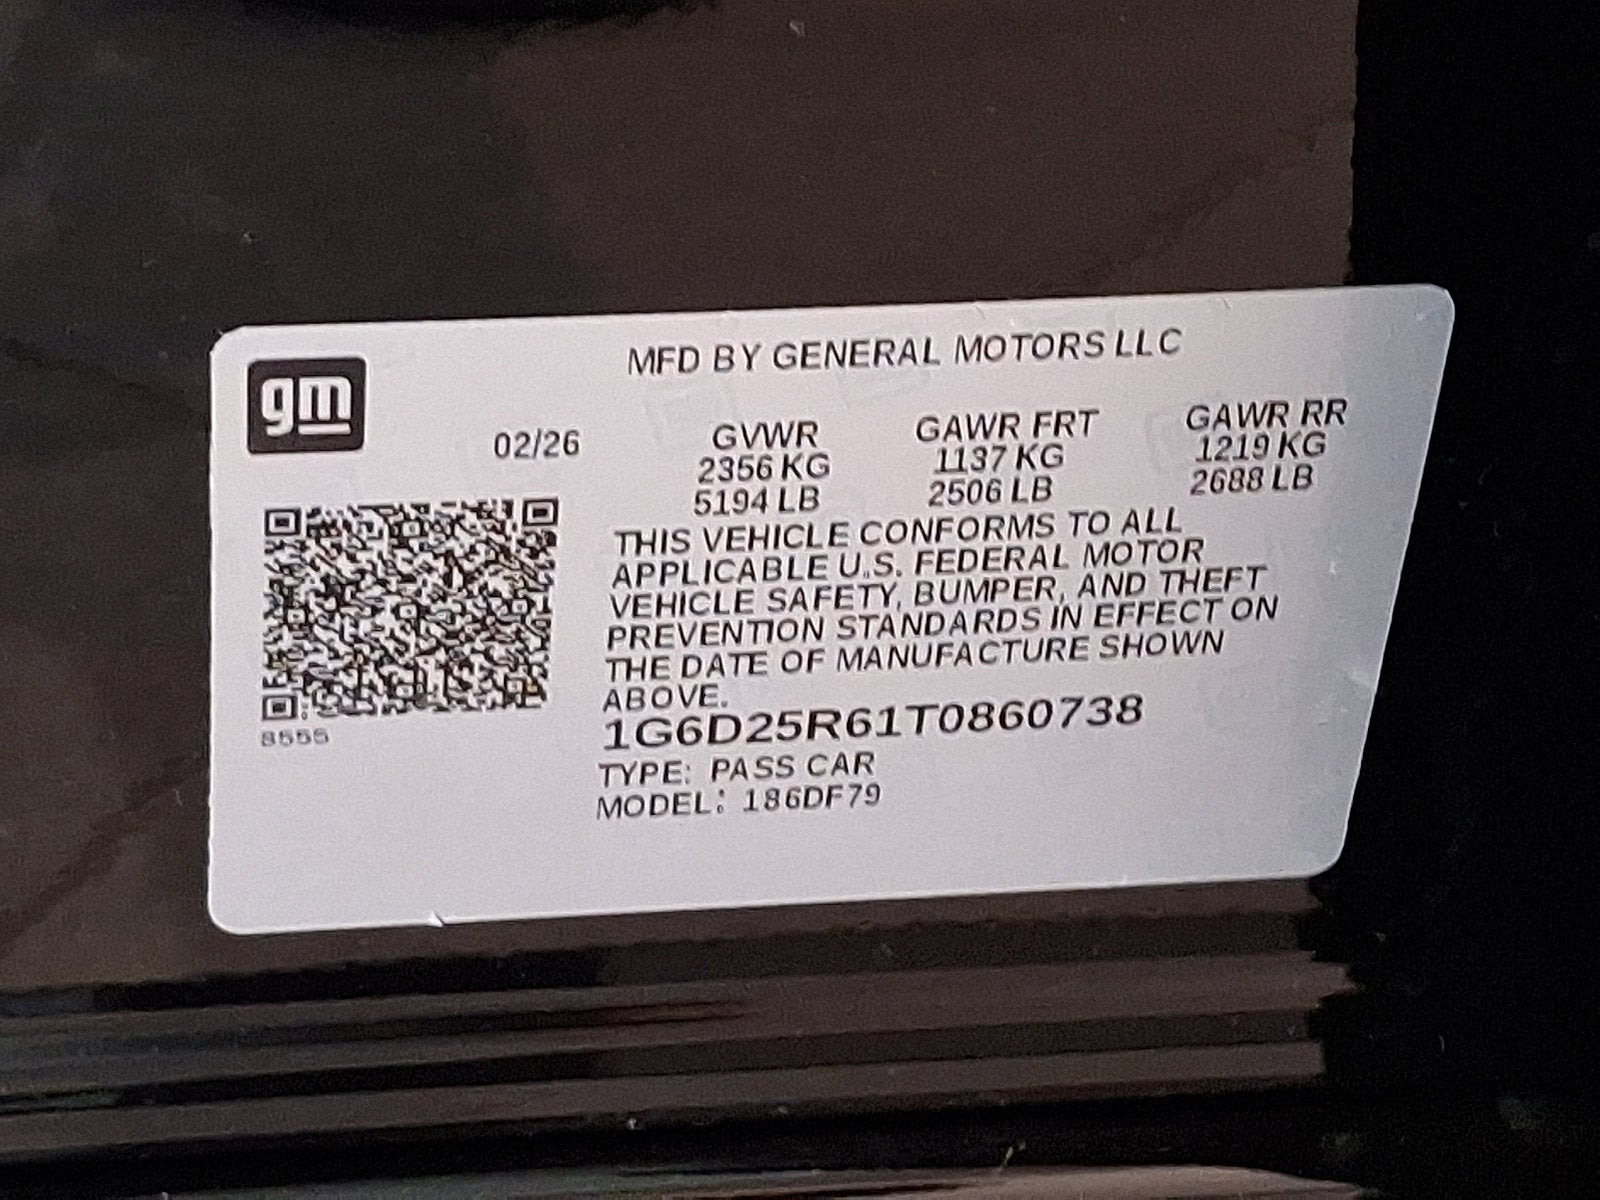 MFD BY GENERAL MOTORS LLC
gm
02/26
GVWR GAWR FRT GAWR RR
2356 KG 1137 KG 1219 KG
5194 LB 2506 LB 2688 LB
THIS VEHICLE CONFORMS TO ALL
APPLICABLE U.S. FEDERAL MOTOR
VEHICLE SAFETY, BUMPER, AND THEFT
PREVENTION STANDARDS IN EFFECT ON
THE DATE OF MANUFACTURE SHOWN
ABOVE.
8555
1G6D25R61T0860738
TYPE: PASS CAR
MODEL: 186DF79